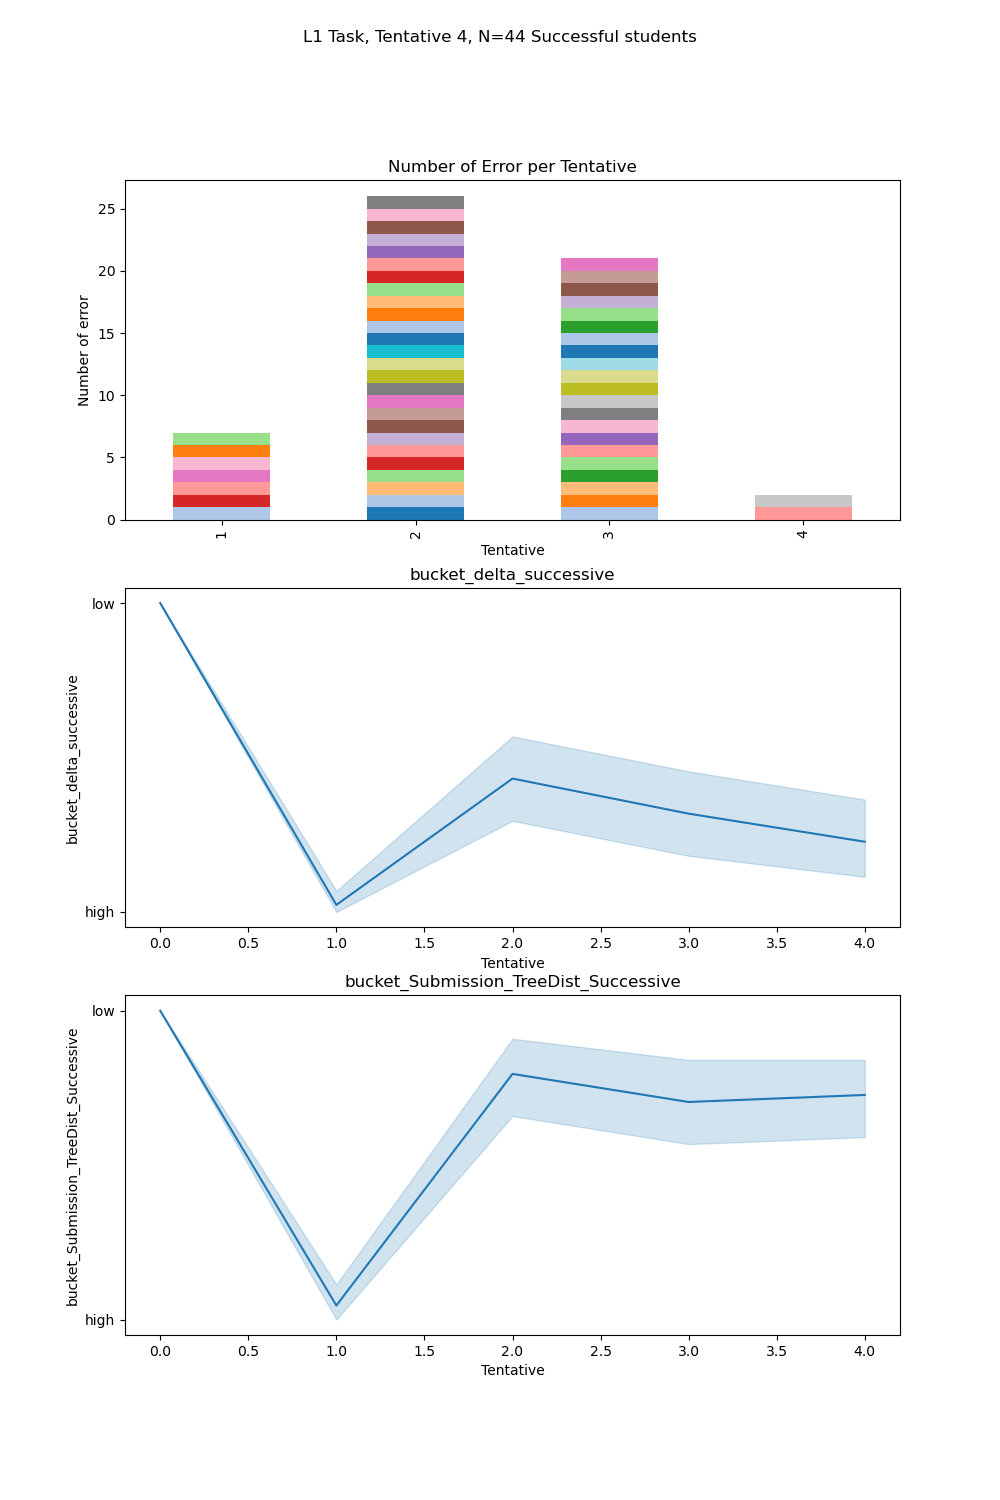 L1 Task, Tentative 4, N=44 Successful students
Number of Error per Tentative
Number of error
25
20
15
10
5
0
1 2 3 4
Tentative
bucket_delta_successive
bucket_delta_successive
low
high
0.0 0.5 1.0 1.5 2.0 2.5 3.0 3.5 4.0
Tentative
bucket_Submission_TreeDist_Successive
bucket_Submission_TreeDist_Successive
low
high
0.0 0.5 1.0 1.5 2.0 2.5 3.0 3.5 4.0
Tentative